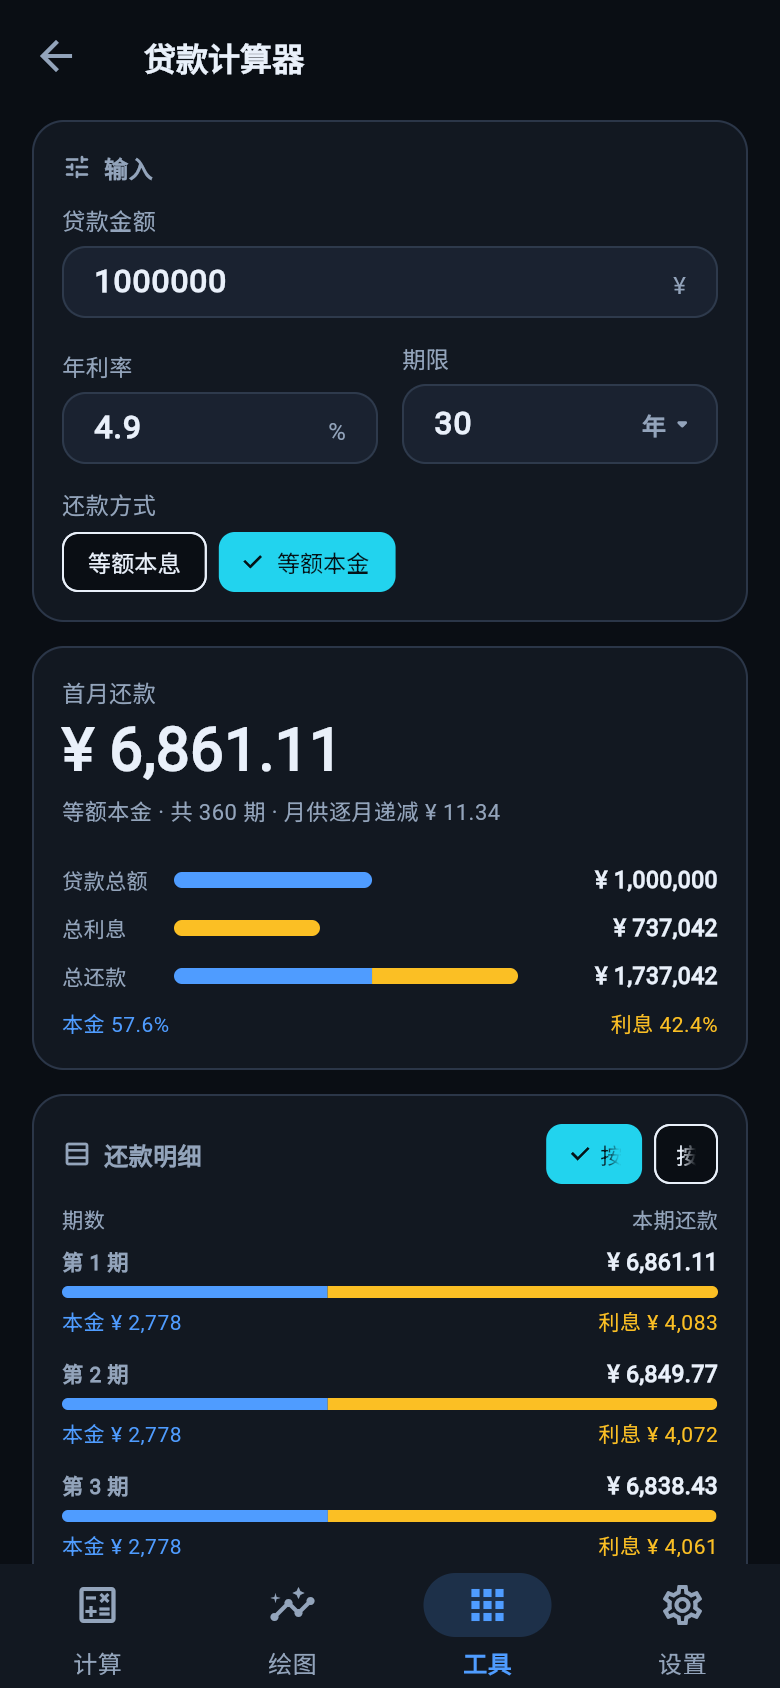 贷款计算器
输入
贷款金额
1000000 ¥
年利率 期限
4.9 % 30 年
还款方式
等额本息 等额本金
首月还款
¥ 6,861.11
等额本金 · 共 360 期 · 月供逐月递减 ¥ 11.34
贷款总额 ¥ 1,000,000
总利息 ¥ 737,042
总还款 ¥ 1,737,042
本金 57.6% 利息 42.4%
还款明细 按 按
期数 本期还款
第 1 期 ¥ 6,861.11
本金 ¥ 2,778 利息 ¥ 4,083
第 2 期 ¥ 6,849.77
本金 ¥ 2,778 利息 ¥ 4,072
第 3 期 ¥ 6,838.43
本金 ¥ 2,778 利息 ¥ 4,061
计算 绘图 工具 设置